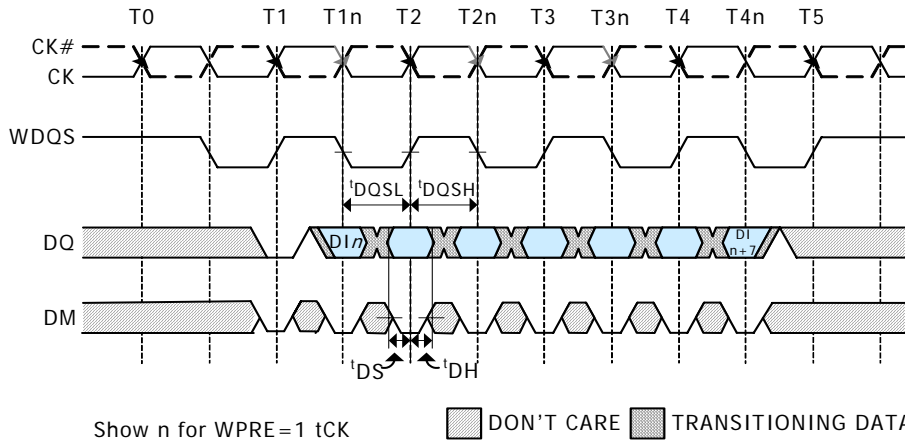 T0 T1 T1n T2 T2n T3 T3n T4 T4n T5
CK#
CK
WDQS
tDQSL tDQSH
DQ DIn DI n+7
DM
tDS tDH
Show n for WPRE=1 tCK DON'T CARE TRANSITIONING DATA